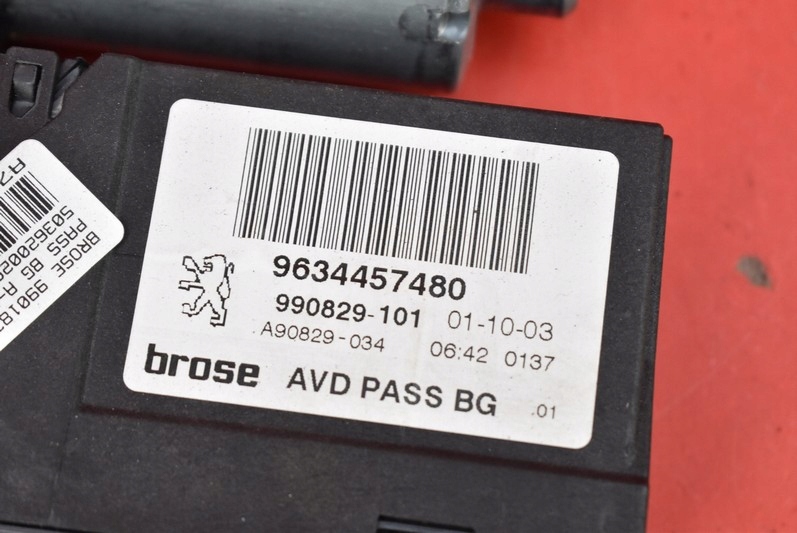 9634457480
990829-101 01-10-03
A90829-034 06:42 0137
brose AVD PASS BG .01
BROSE 990182
PASS BG A-